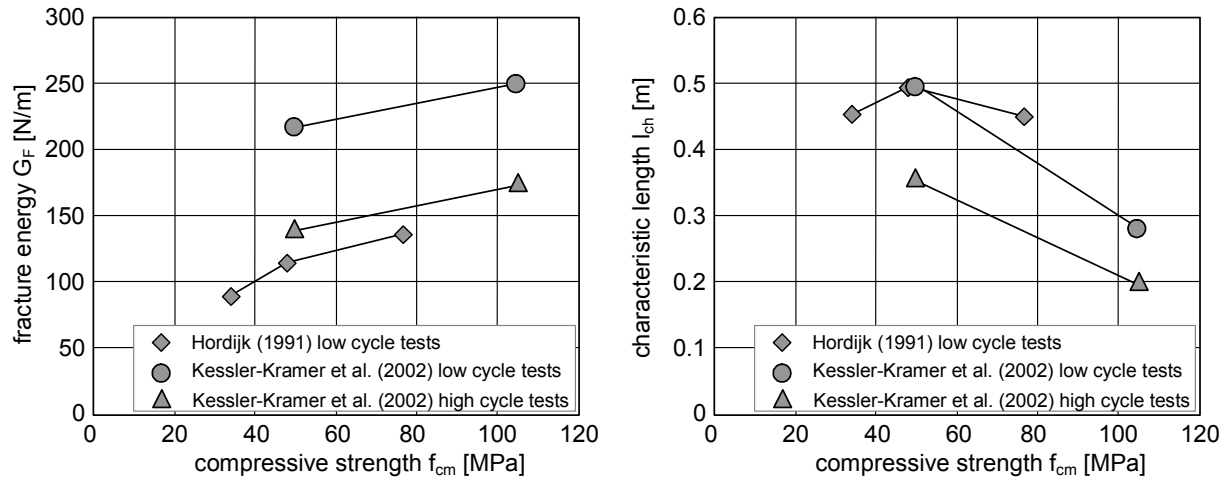 300
250
200
150
100
50
0
fracture energy G_F [N/m]
Hordijk (1991) low cycle tests
Kessler-Kramer et al. (2002) low cycle tests
Kessler-Kramer et al. (2002) high cycle tests
0 20 40 60 80 100 120
compressive strength f_cm [MPa]
0.6
0.5
0.4
0.3
0.2
0.1
0
characteristic length l_ch [m]
Hordijk (1991) low cycle tests
Kessler-Kramer et al. (2002) low cycle tests
Kessler-Kramer et al. (2002) high cycle tests
0 20 40 60 80 100 120
compressive strength f_cm [MPa]